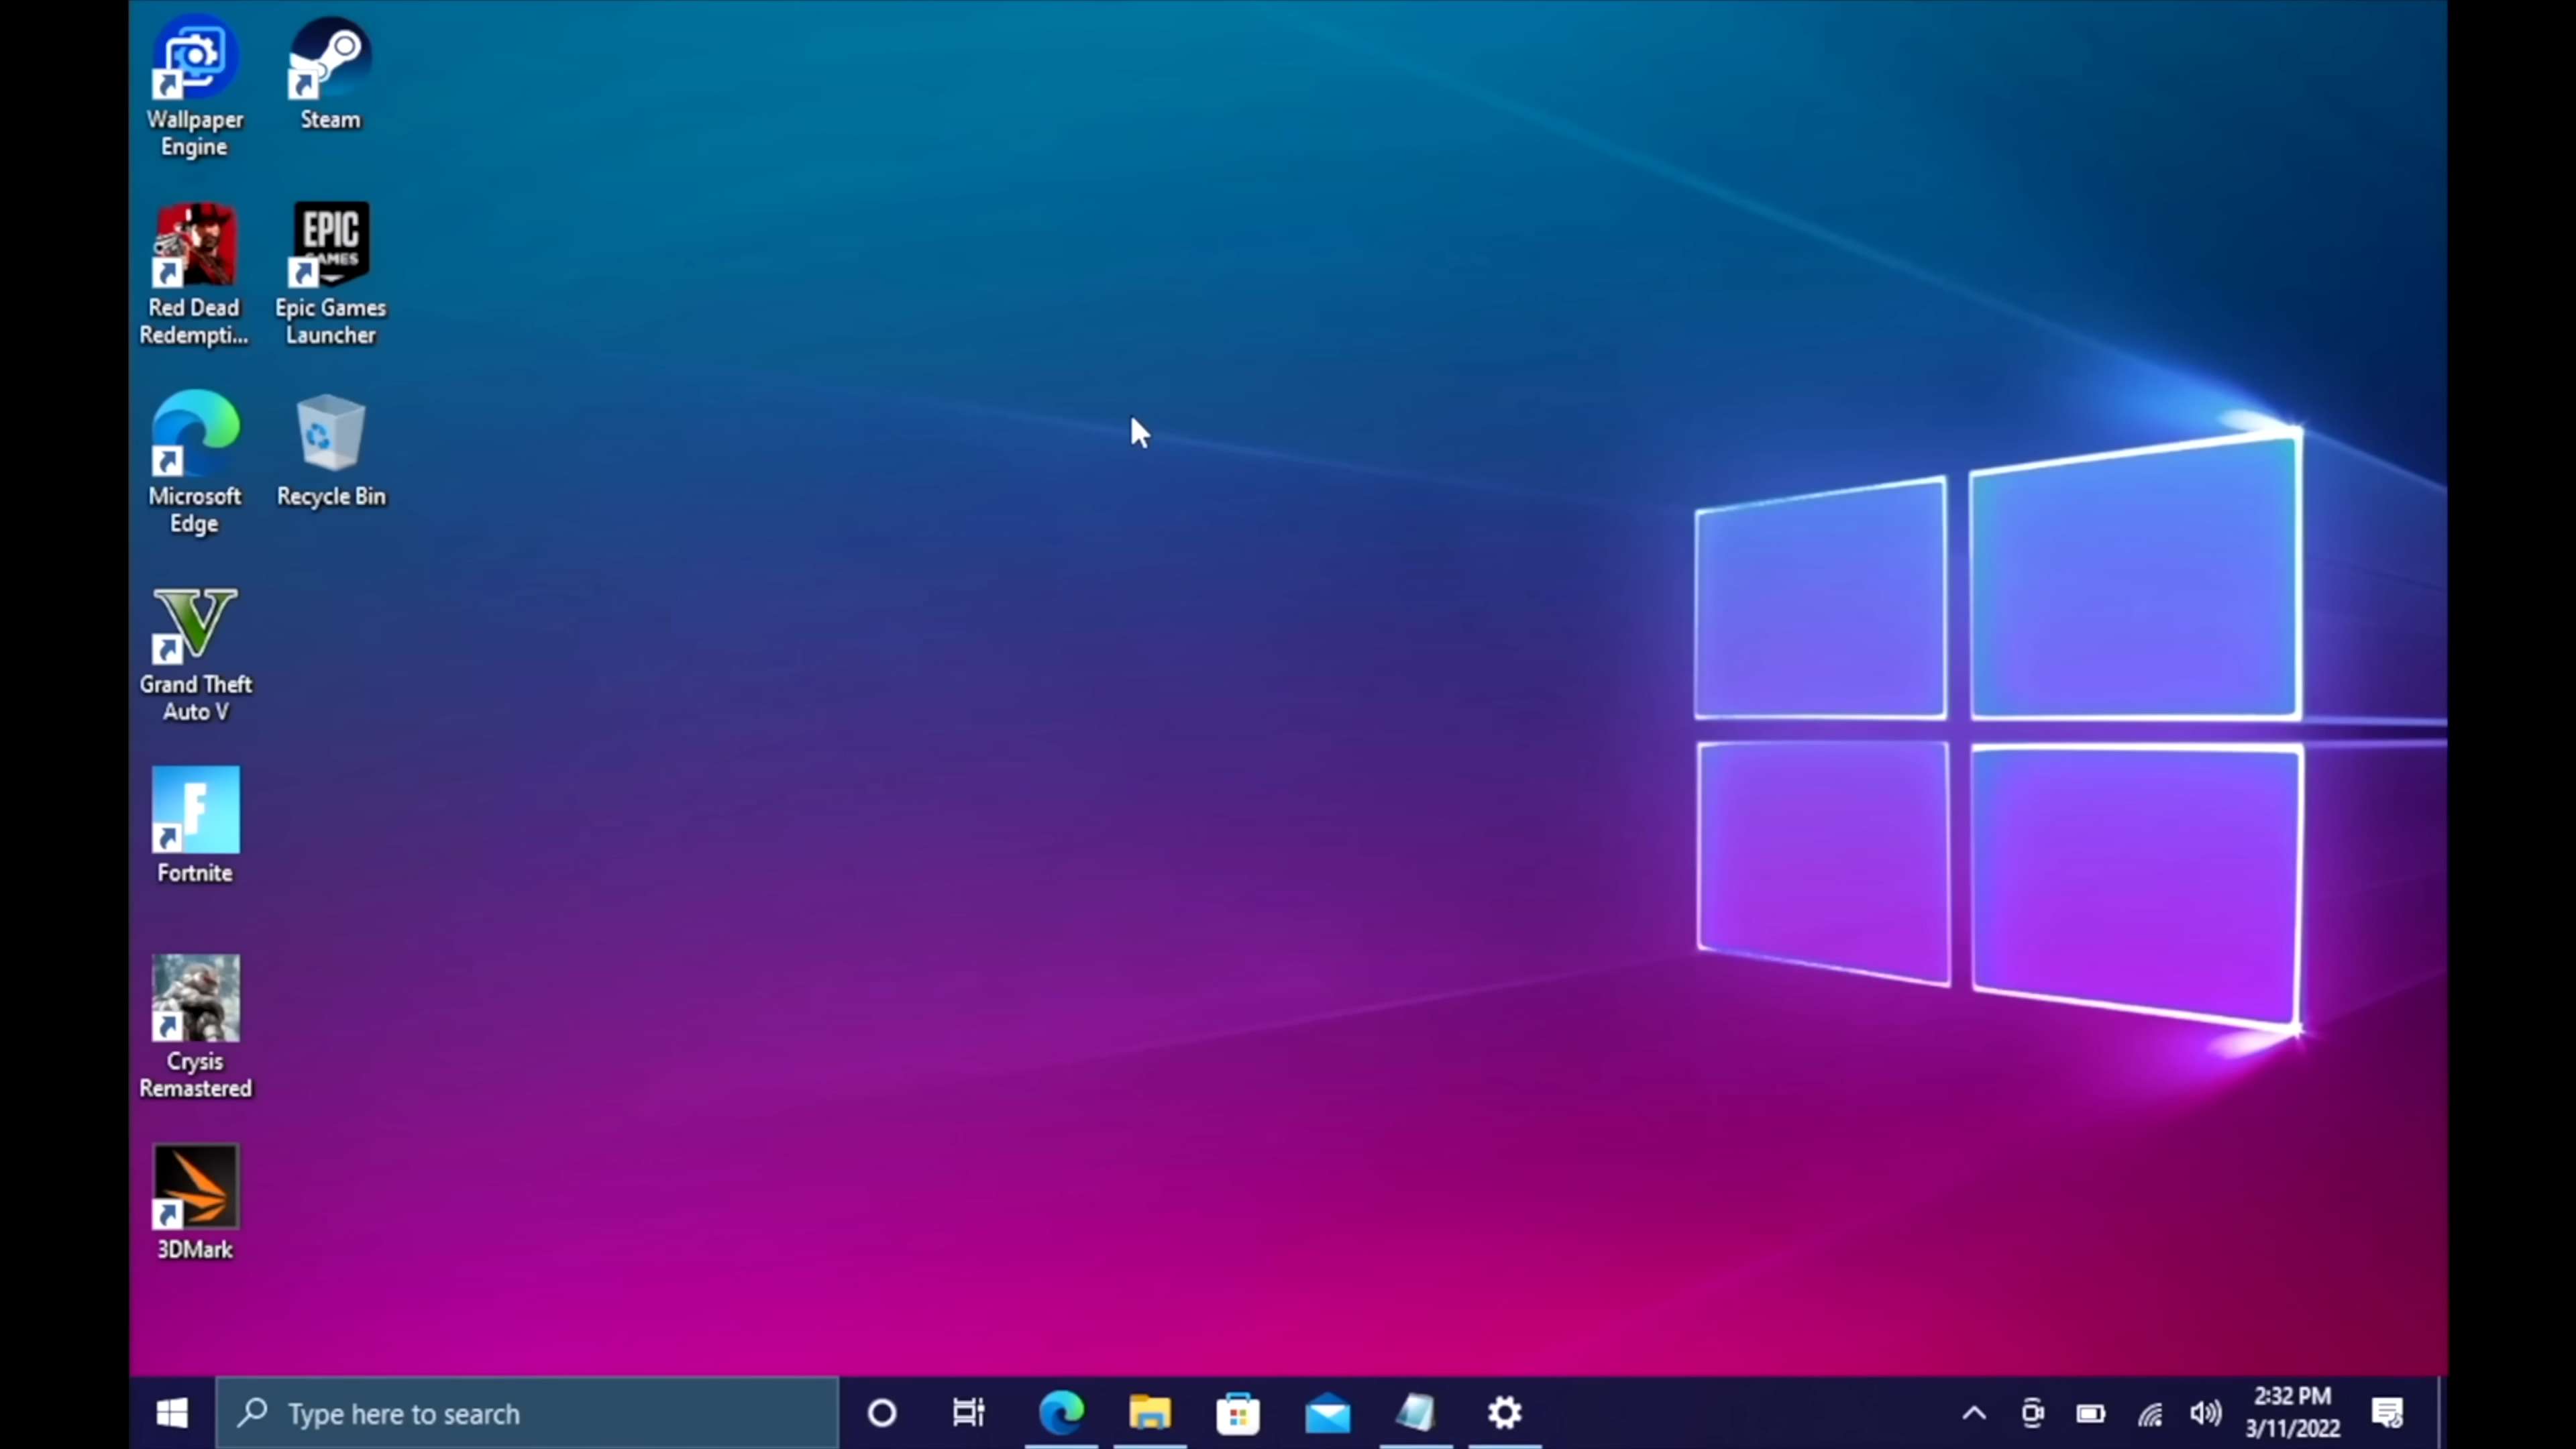 Wallpaper
Engine
Steam
Red Dead
Redempti...
EPIC
GAMES
Epic Games
Launcher
Microsoft
Edge
Recycle Bin
V
Grand Theft
Auto V
F
Fortnite
Crysis
Remastered
3DMark
Type here to search
2:32 PM
3/11/2022